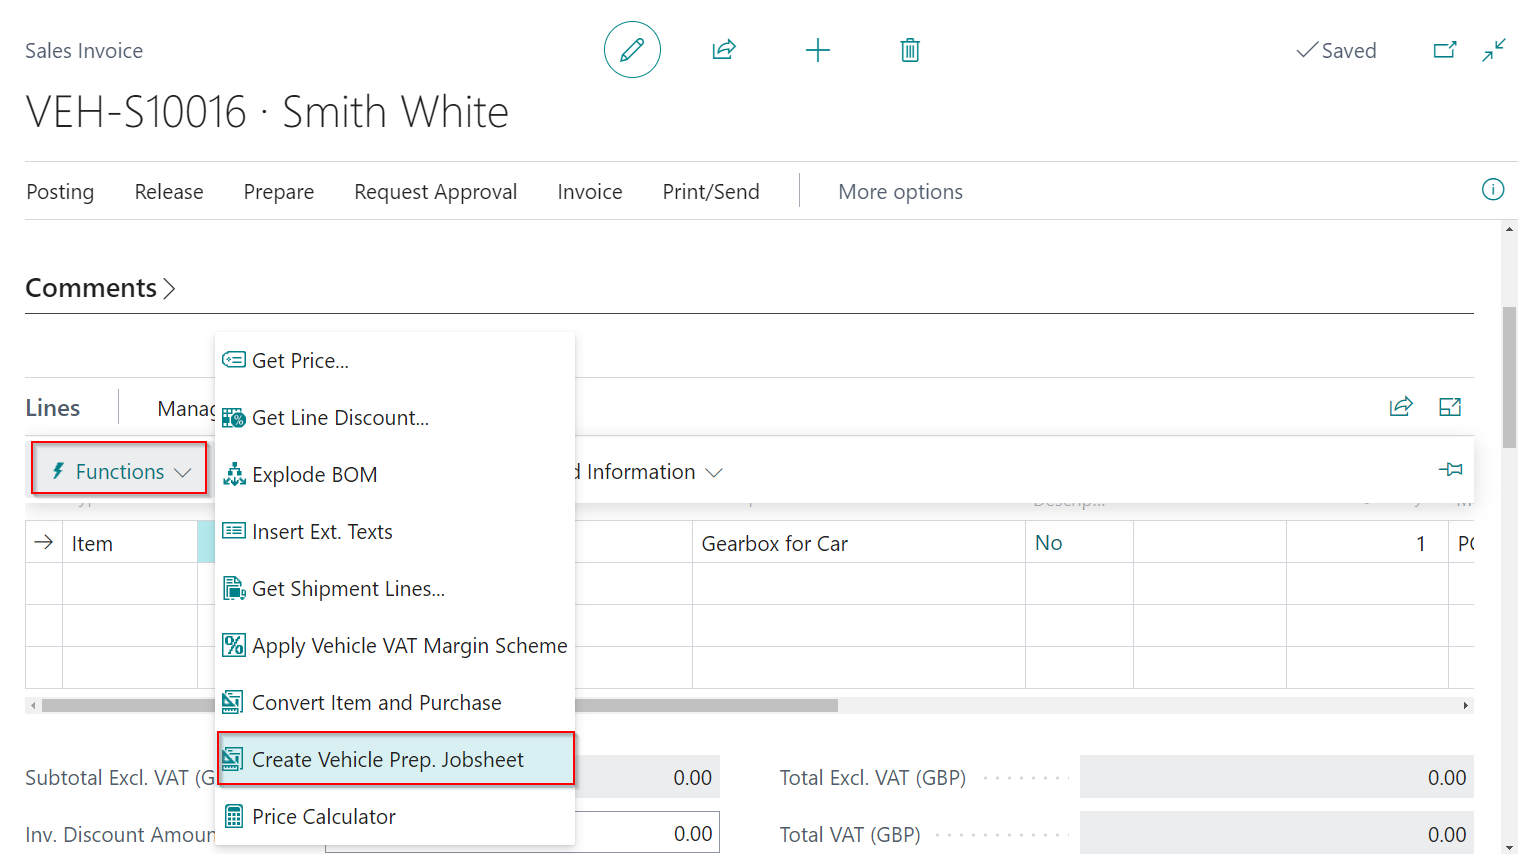 Sales Invoice
Saved
VEH-S10016 · Smith White
Posting Release Prepare Request Approval Invoice Print/Send More options
Comments
Get Price...
Lines Manag
Get Line Discount...
Functions
Explode BOM
d Information
Insert Ext. Texts
Item Gearbox for Car No 1 PC
Get Shipment Lines...
Apply Vehicle VAT Margin Scheme
Convert Item and Purchase
Create Vehicle Prep. Jobsheet
Subtotal Excl. VAT (G 0.00 Total Excl. VAT (GBP) 0.00
Price Calculator
Inv. Discount Amoun 0.00 Total VAT (GBP) 0.00